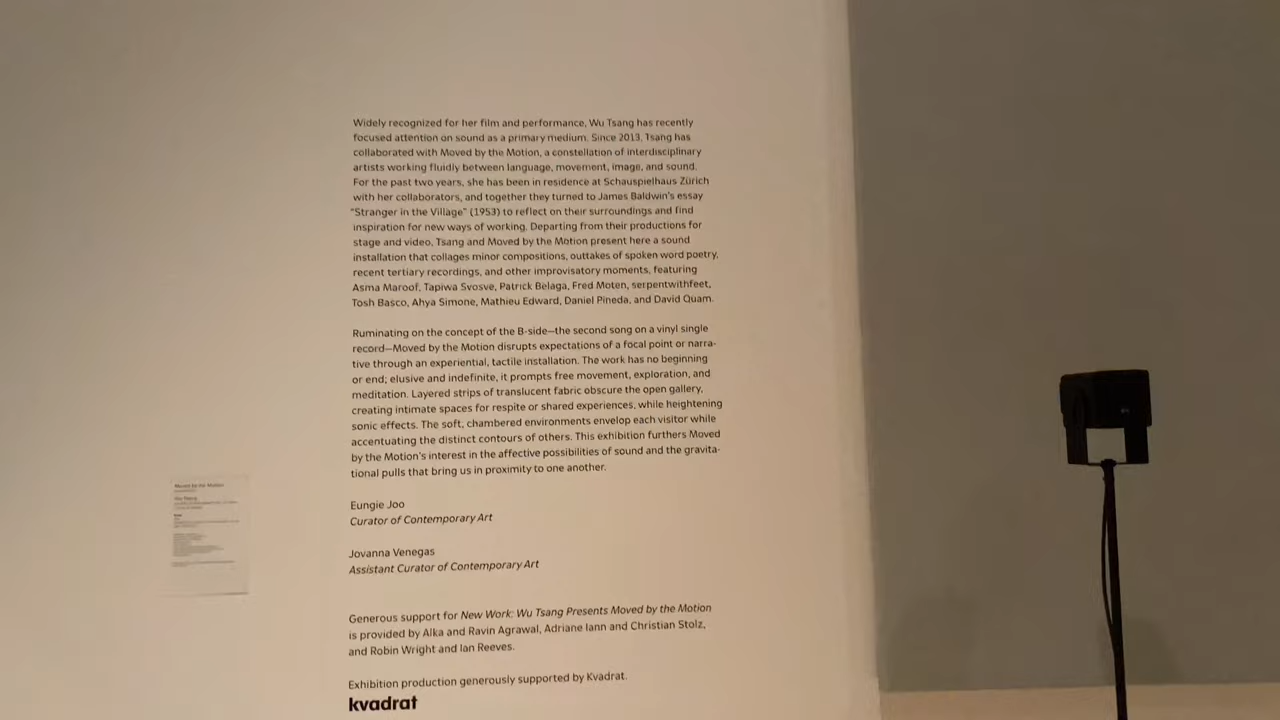 Widely recognized for her film and performance, Wu Tsang has recently
focused attention on sound as a primary medium. Since 2013, Tsang has
collaborated with Moved by the Motion, a constellation of interdisciplinary
artists working fluidly between language, movement, image, and sound.
For the past two years, she has been in residence at Schauspielhaus Zürich
with her collaborators, and together they turned to James Baldwin's essay
"Stranger in the Village" (1953) to reflect on their surroundings and find
inspiration for new ways of working. Departing from their productions for
stage and video, Tsang and Moved by the Motion present here a sound
installation that collages minor compositions, outtakes of spoken word poetry,
recent tertiary recordings, and other improvisatory moments, featuring
Asma Maroof, Tapiwa Svosve, Patrick Belaga, Fred Moten, serpentwithfeet,
Tosh Basco, Ahya Simone, Mathieu Edward, Daniel Pineda, and David Quam.
Ruminating on the concept of the B-side—the second song on a vinyl single
record—Moved by the Motion disrupts expectations of a focal point or narra-
tive through an experiential, tactile installation. The work has no beginning
or end; elusive and indefinite, it prompts free movement, exploration, and
meditation. Layered strips of translucent fabric obscure the open gallery,
creating intimate spaces for respite or shared experiences, while heightening
sonic effects. The soft, chambered environments envelop each visitor while
accentuating the distinct contours of others. This exhibition furthers Moved
by the Motion's interest in the affective possibilities of sound and the gravita-
tional pulls that bring us in proximity to one another.
Eungie Joo
Curator of Contemporary Art
Jovanna Venegas
Assistant Curator of Contemporary Art
Generous support for New Work: Wu Tsang Presents Moved by the Motion
is provided by Alka and Ravin Agrawal, Adriane Iann and Christian Stolz,
and Robin Wright and Ian Reeves.
Exhibition production generously supported by Kvadrat.
kvadrat
Moved by the Motion
Wu Tsang